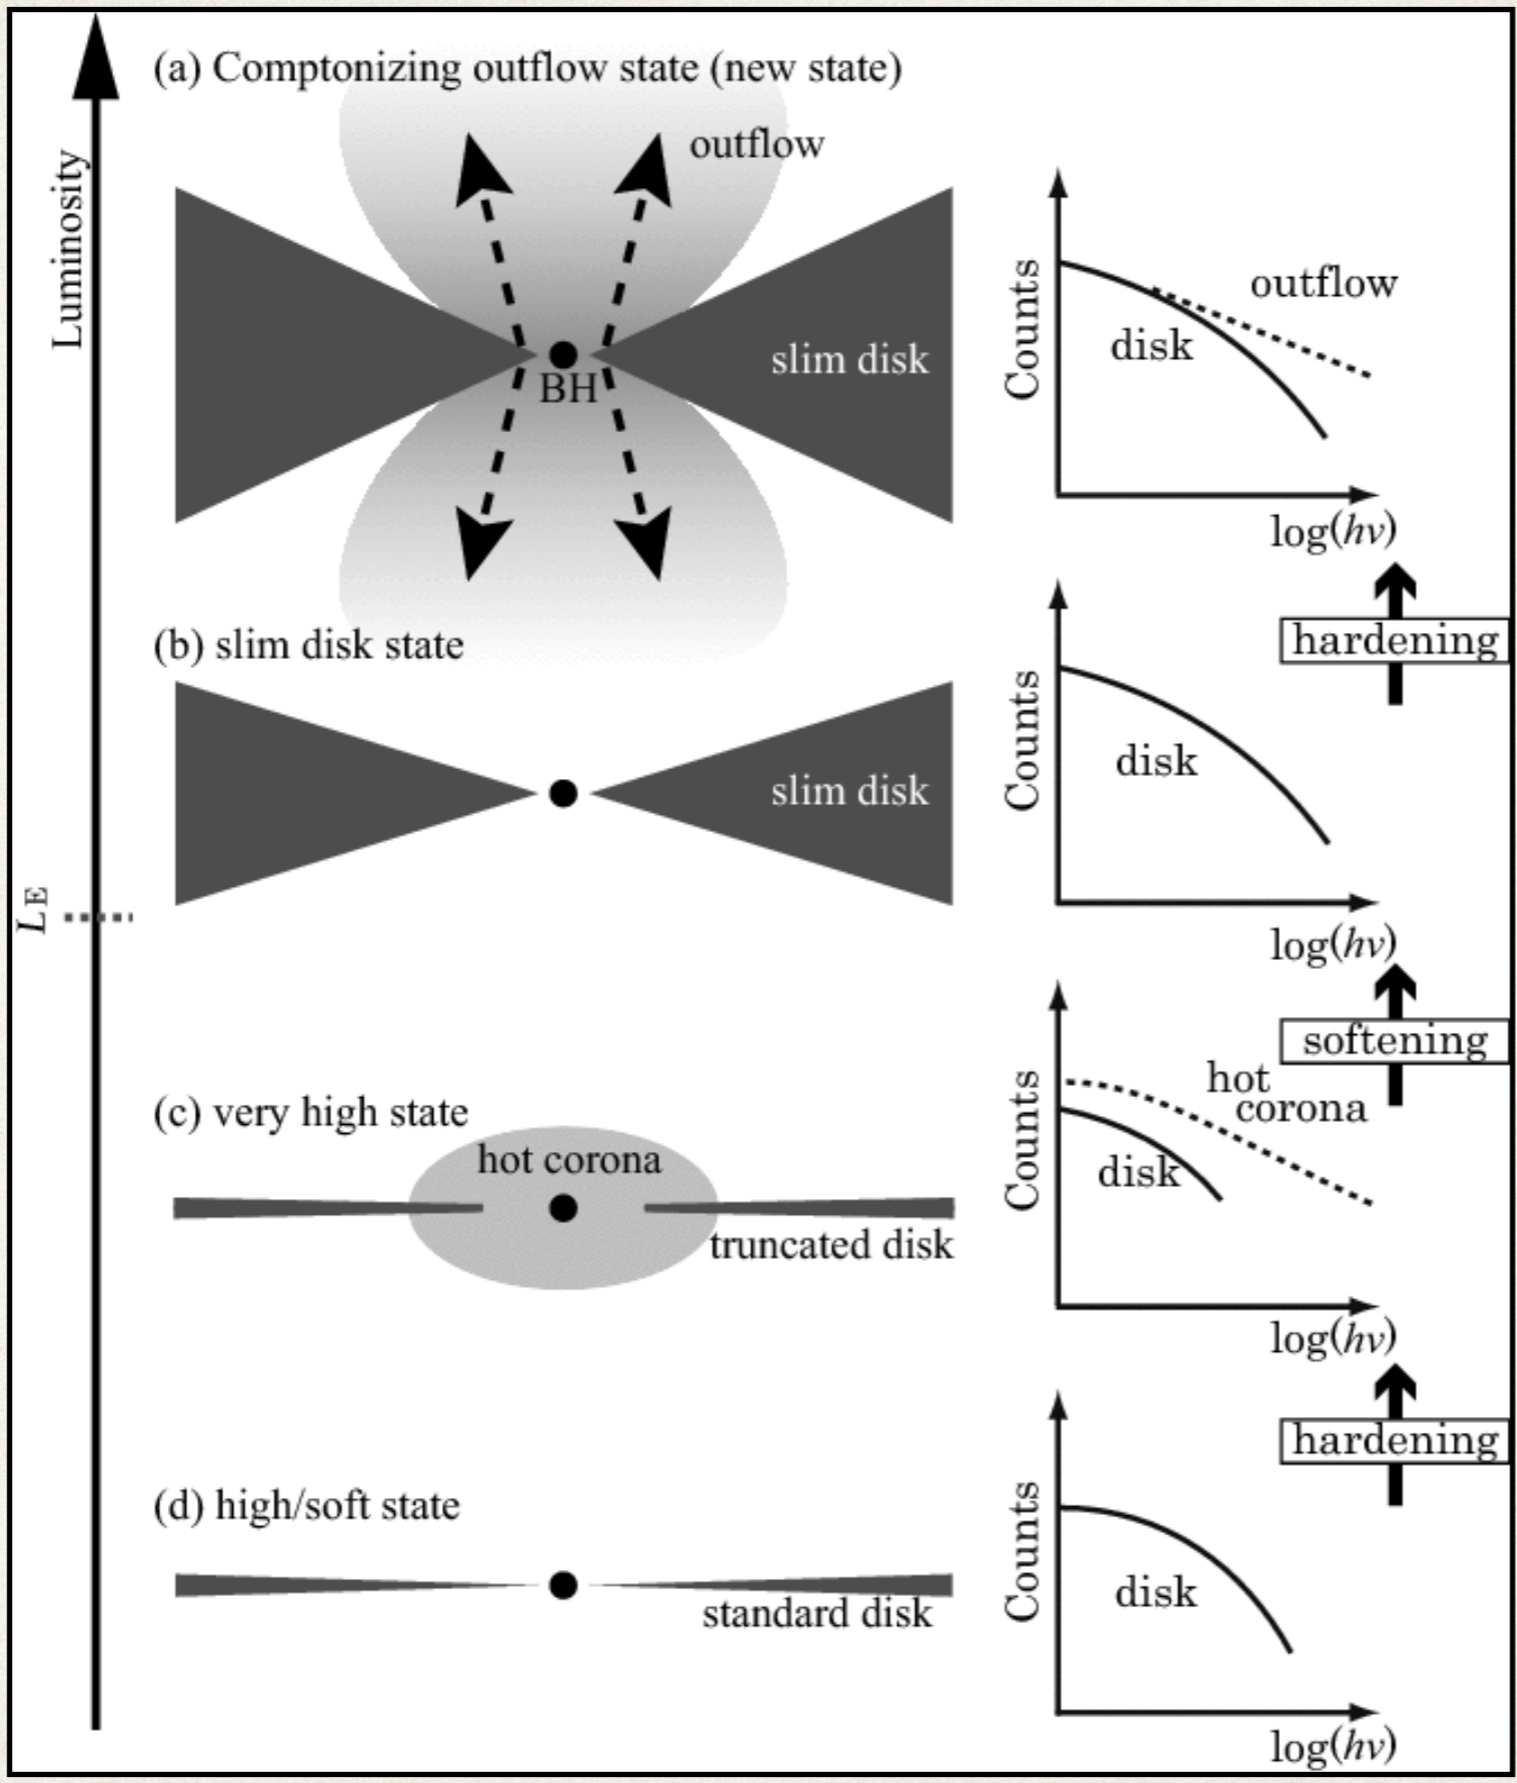 (a) Comptonizing outflow state (new state)
outflow
Luminosity
BH
slim disk
Counts
outflow
disk
log(hν)
hardening
(b) slim disk state
slim disk
Counts
disk
log(hν)
LE
softening
(c) very high state
hot corona
truncated disk
Counts
hot
corona
disk
log(hν)
hardening
(d) high/soft state
standard disk
Counts
disk
log(hν)